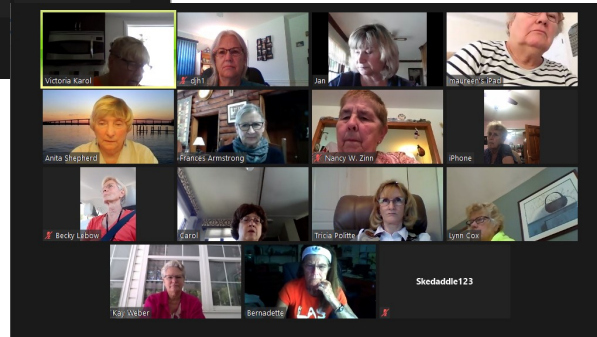 Victoria Karol
djh1
Jan
maureen's iPad
Anita Shepherd
Frances Armstrong
Nancy W. Zinn
iPhone
Becky Lebow
Carol
Tricia Politte
Lynn Cox
Kay Weber
Bernadette
Skedaddle123